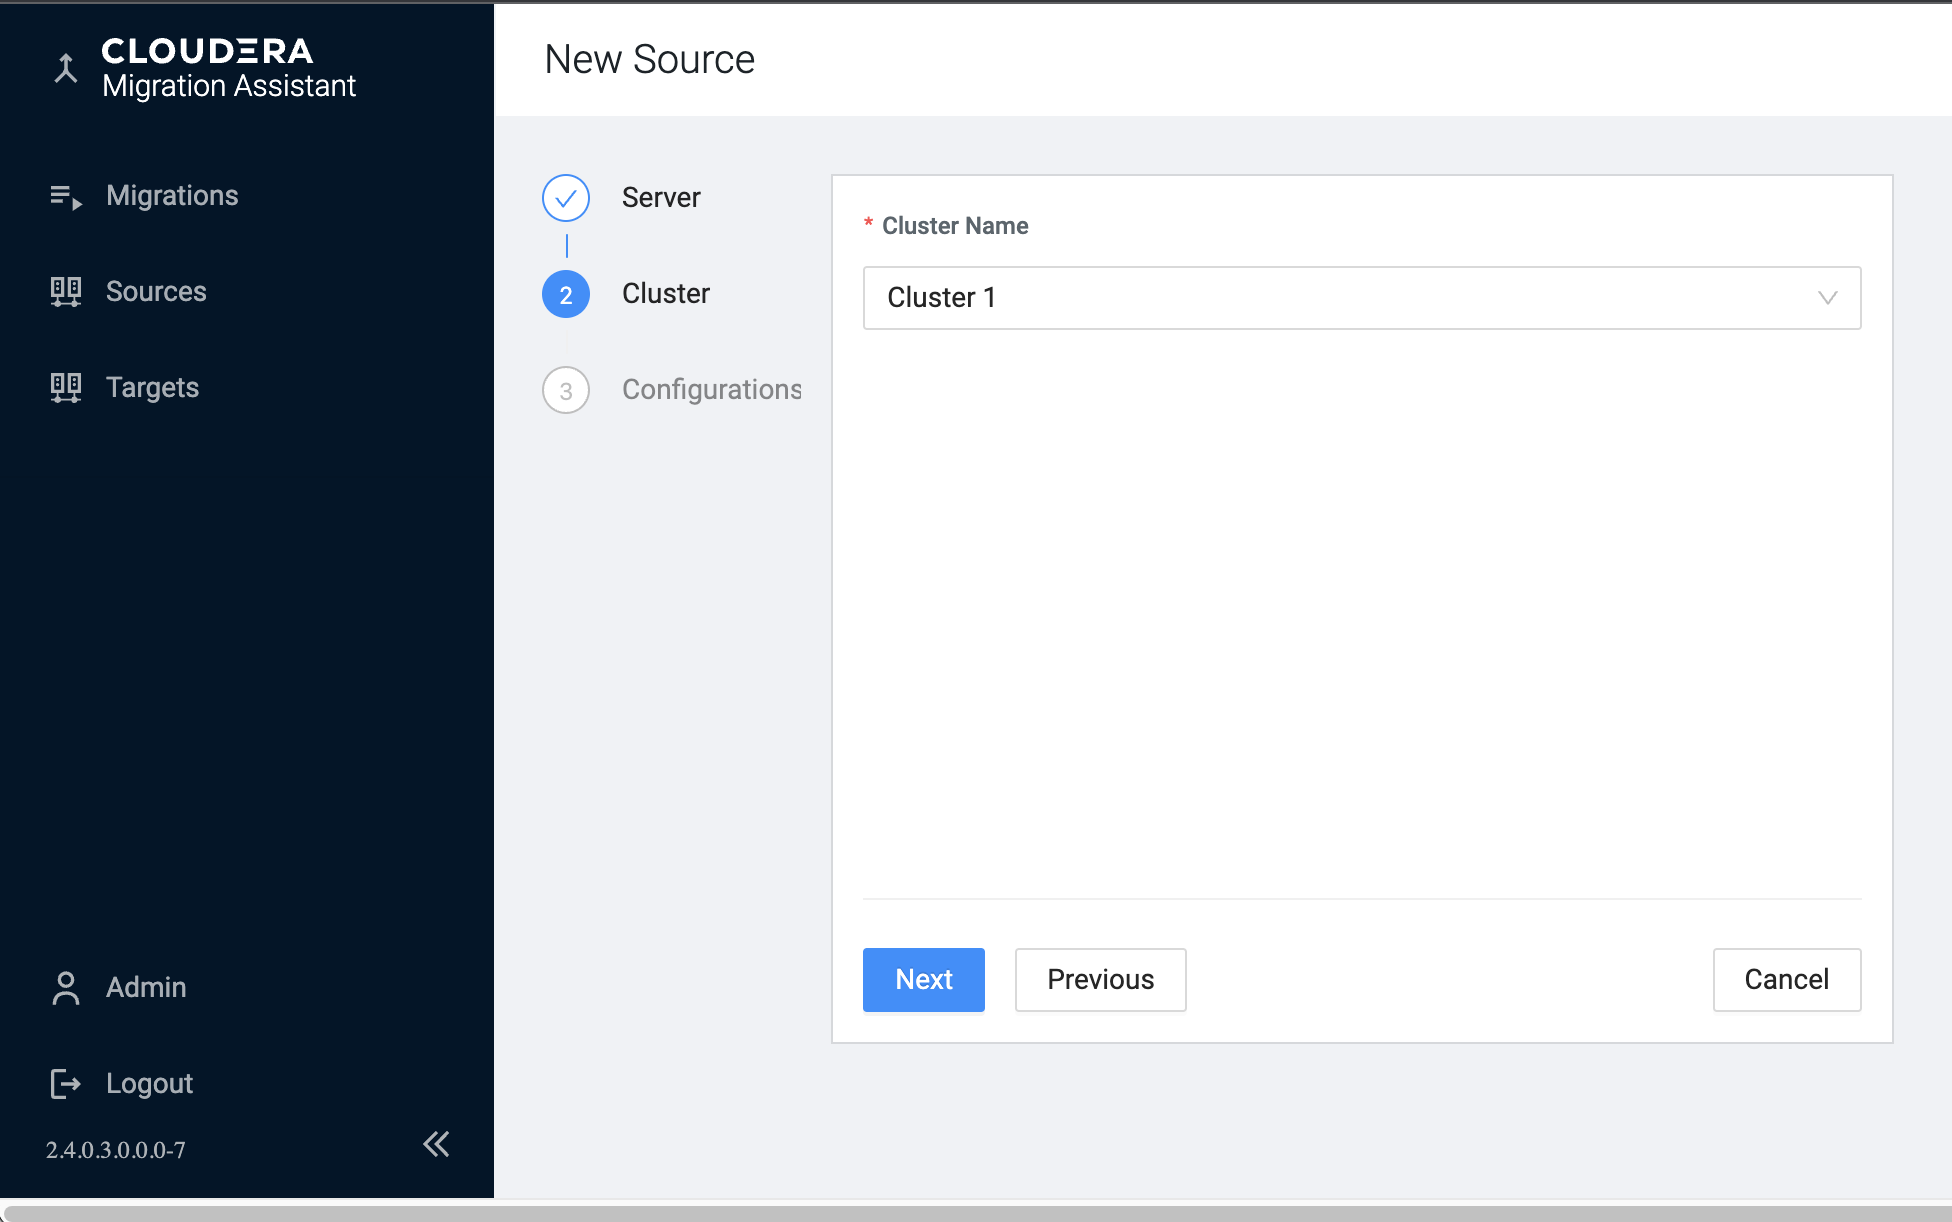 CLOUDERA
Migration Assistant
New Source
Migrations
Sources
Targets
Server
2 Cluster
3 Configurations
* Cluster Name
Cluster 1
Next
Previous
Cancel
Admin
Logout
2.4.0.3.0.0.0-7